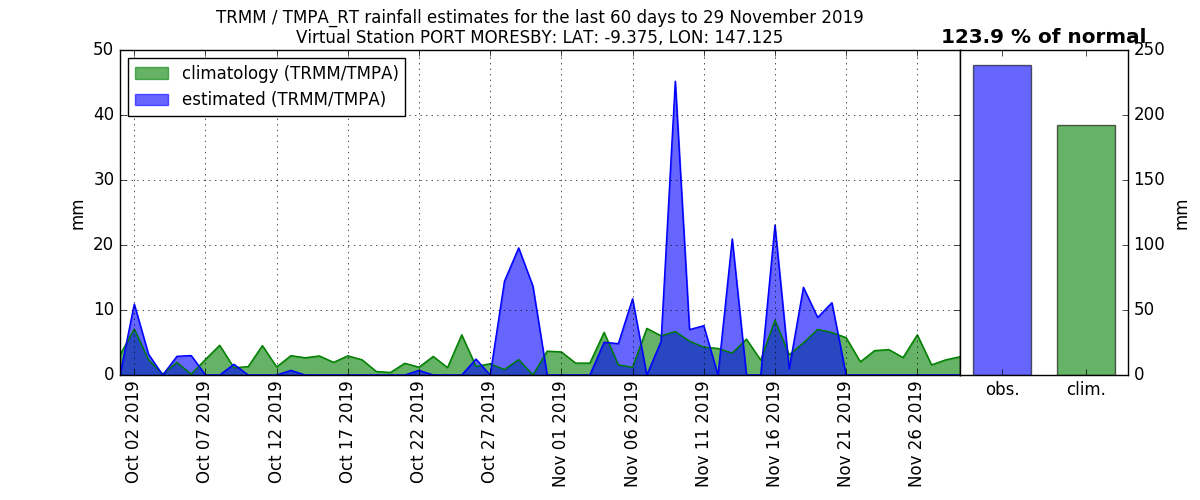 TRMM / TMPA_RT rainfall estimates for the last 60 days to 29 November 2019
Virtual Station PORT MORESBY: LAT: -9.375, LON: 147.125
123.9 % of normal
climatology (TRMM/TMPA)
estimated (TRMM/TMPA)
50
40
30
20
10
0
mm
Oct 02 2019
Oct 07 2019
Oct 12 2019
Oct 17 2019
Oct 22 2019
Oct 27 2019
Nov 01 2019
Nov 06 2019
Nov 11 2019
Nov 16 2019
Nov 21 2019
Nov 26 2019
obs.
clim.
250
200
150
100
50
0
mm